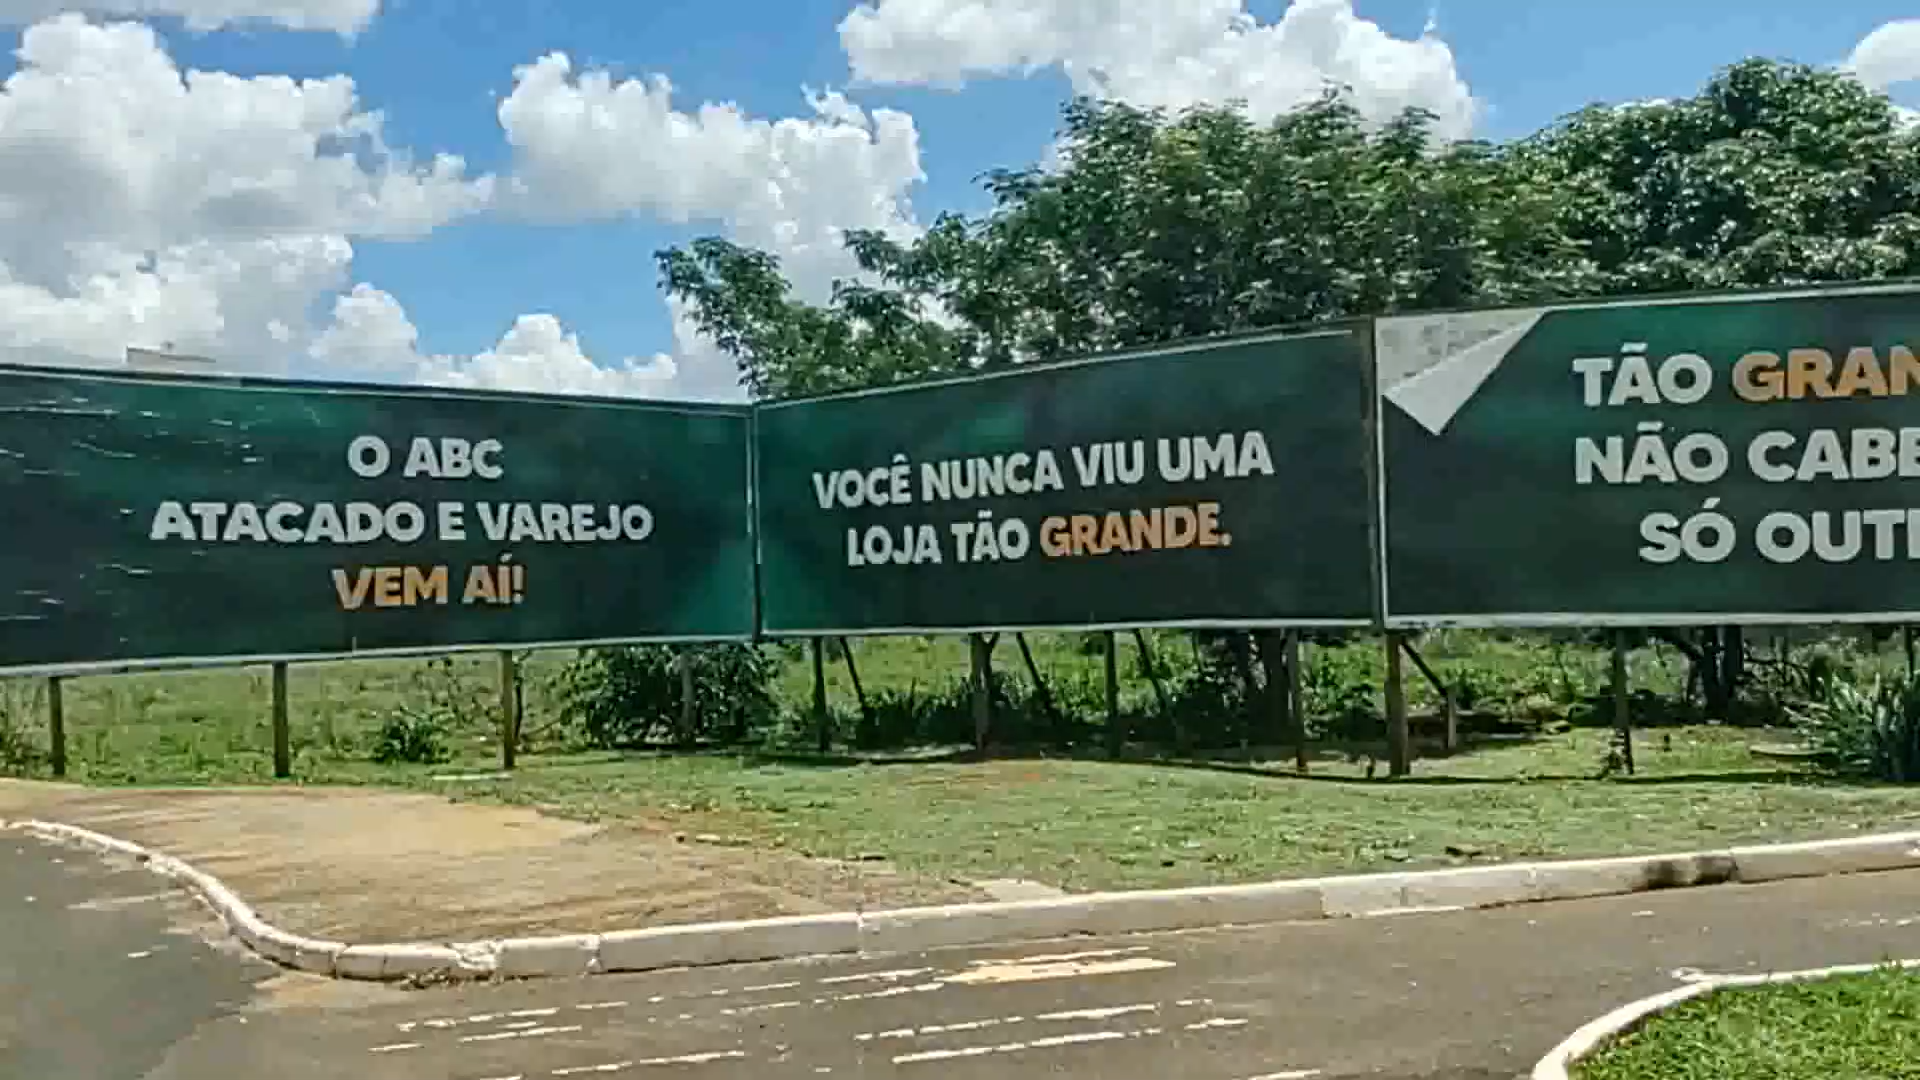 O ABC
ATACADO E VAREJO
VEM AÍ!
VOCÊ NUNCA VIU UMA
LOJA TÃO GRANDE.
TÃO
NÃO
SÓ